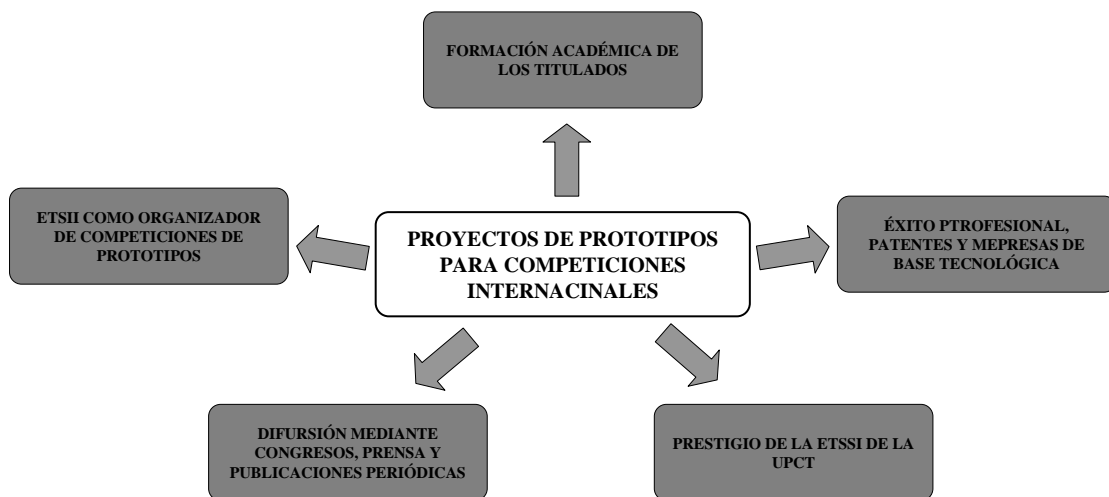 FORMACIÓN ACADÉMICA DE
LOS TITULADOS
ETSII COMO ORGANIZADOR
DE COMPETICIONES DE
PROTOTIPOS
PROYECTOS DE PROTOTIPOS
PARA COMPETICIONES
INTERNACINALES
ÉXITO PTROFESIONAL,
PATENTES Y MEPRESAS DE
BASE TECNOLÓGICA
DIFURSIÓN MEDIANTE
CONGRESOS, PRENSA Y
PUBLICACIONES PERIÓDICAS
PRESTIGIO DE LA ETSSI DE LA
UPCT